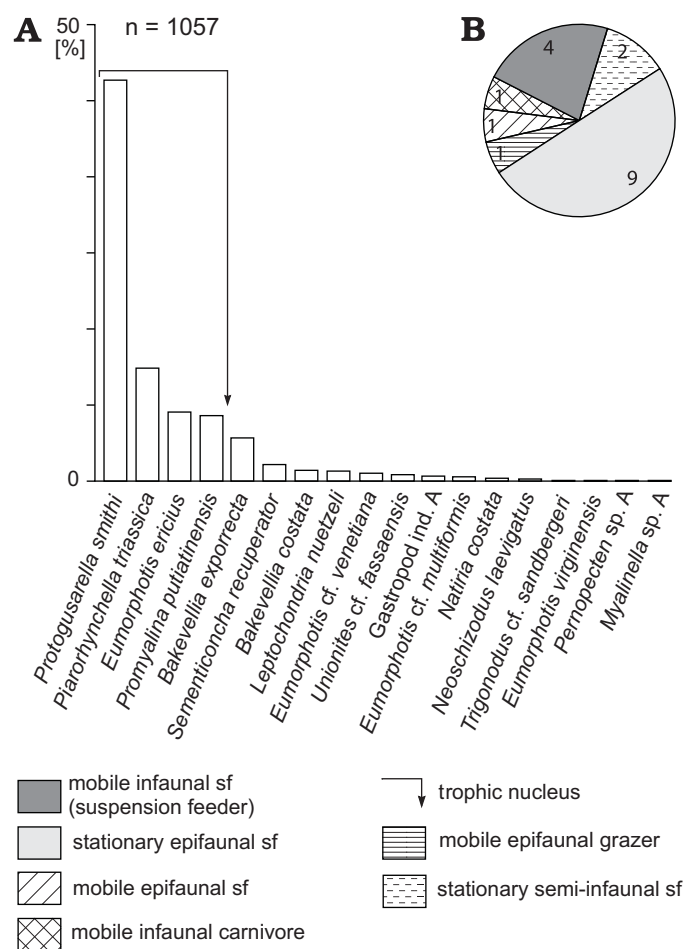 A
50
[%]
n = 1057
B
4
2
1
1
1
9
0
Protogusarella smithi
Piarorhynchella triassica
Eumorphotis ericius
Promyalina putiatinensis
Bakevellia exporrecta
Sementiconcha recuperator
Bakevellia costata
Leptochondria nuetzeli
Eumorphotis cf. venetiana
Unionites cf. fassaensis
Gastropod ind. A
Eumorphotis cf. multiformis
Natiria costata
Neoschizodus laevigatus
Trigonodus cf. sandbergeri
Eumorphotis virginensis
Pernopecten sp. A
Myalinella sp. A
mobile infaunal sf
(suspension feeder)
stationary epifaunal sf
mobile epifaunal sf
mobile infaunal carnivore
trophic nucleus
mobile epifaunal grazer
stationary semi-infaunal sf